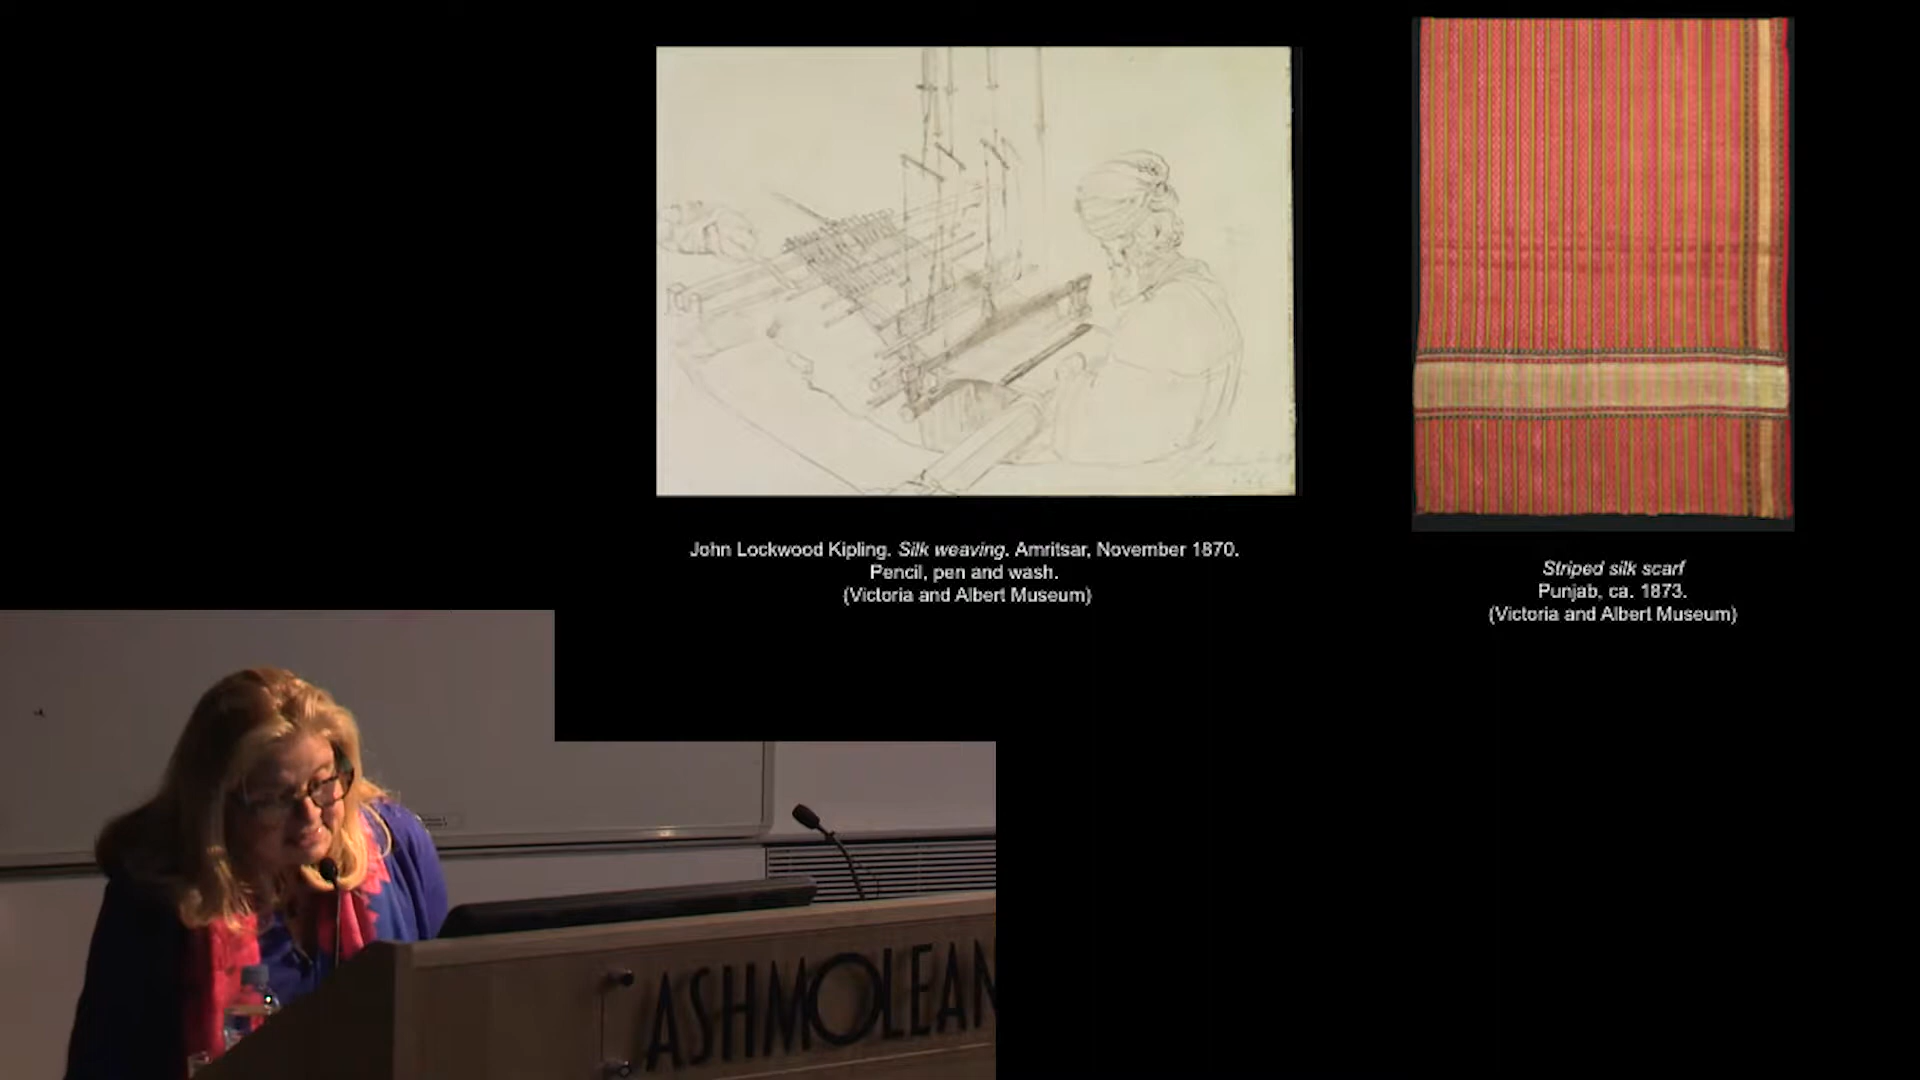 John Lockwood Kipling. Silk weaving. Amritsar, November 1870.
Pencil, pen and wash.
(Victoria and Albert Museum)
Striped silk scarf
Punjab, ca. 1873.
(Victoria and Albert Museum)
ASHMOLEAN